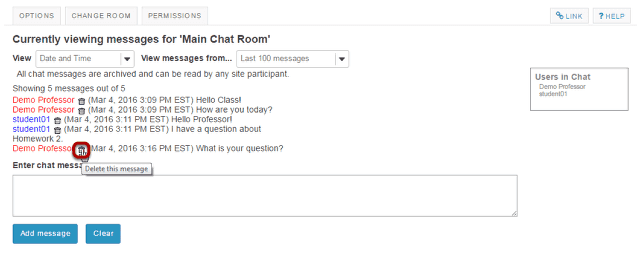 OPTIONS CHANGE ROOM PERMISSIONS LINK ? HELP
Currently viewing messages for 'Main Chat Room'
View Date and Time View messages from... Last 100 messages
All chat messages are archived and can be read by any site participant.
Users in Chat
Demo Professor
student01
Showing 5 messages out of 5
Demo Professor (Mar 4, 2016 3:09 PM EST) Hello Class!
Demo Professor (Mar 4, 2016 3:09 PM EST) How are you today?
student01 (Mar 4, 2016 3:11 PM EST) Hello Professor!
student01 (Mar 4, 2016 3:11 PM EST) I have a question about
Homework 2.
Demo Professor (Mar 4, 2016 3:16 PM EST) What is your question?
Enter chat messa
Delete this message
Add message Clear